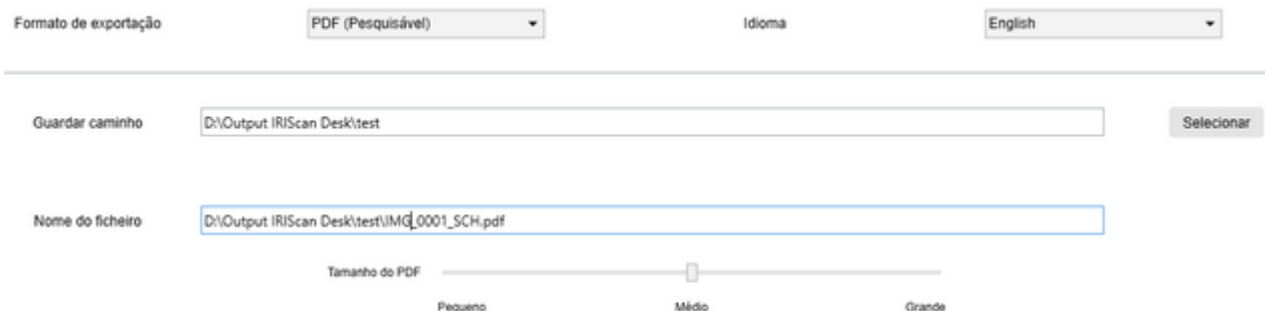 Formato de exportação PDF (Pesquisável) Idioma English
Guardar caminho D:\Output IRIScan Desk\test Selecionar
Nome do ficheiro D:\Output IRIScan Desk\test\IMG_0001_SCH.pdf
Tamanho do PDF
Pequeno Médio Grande